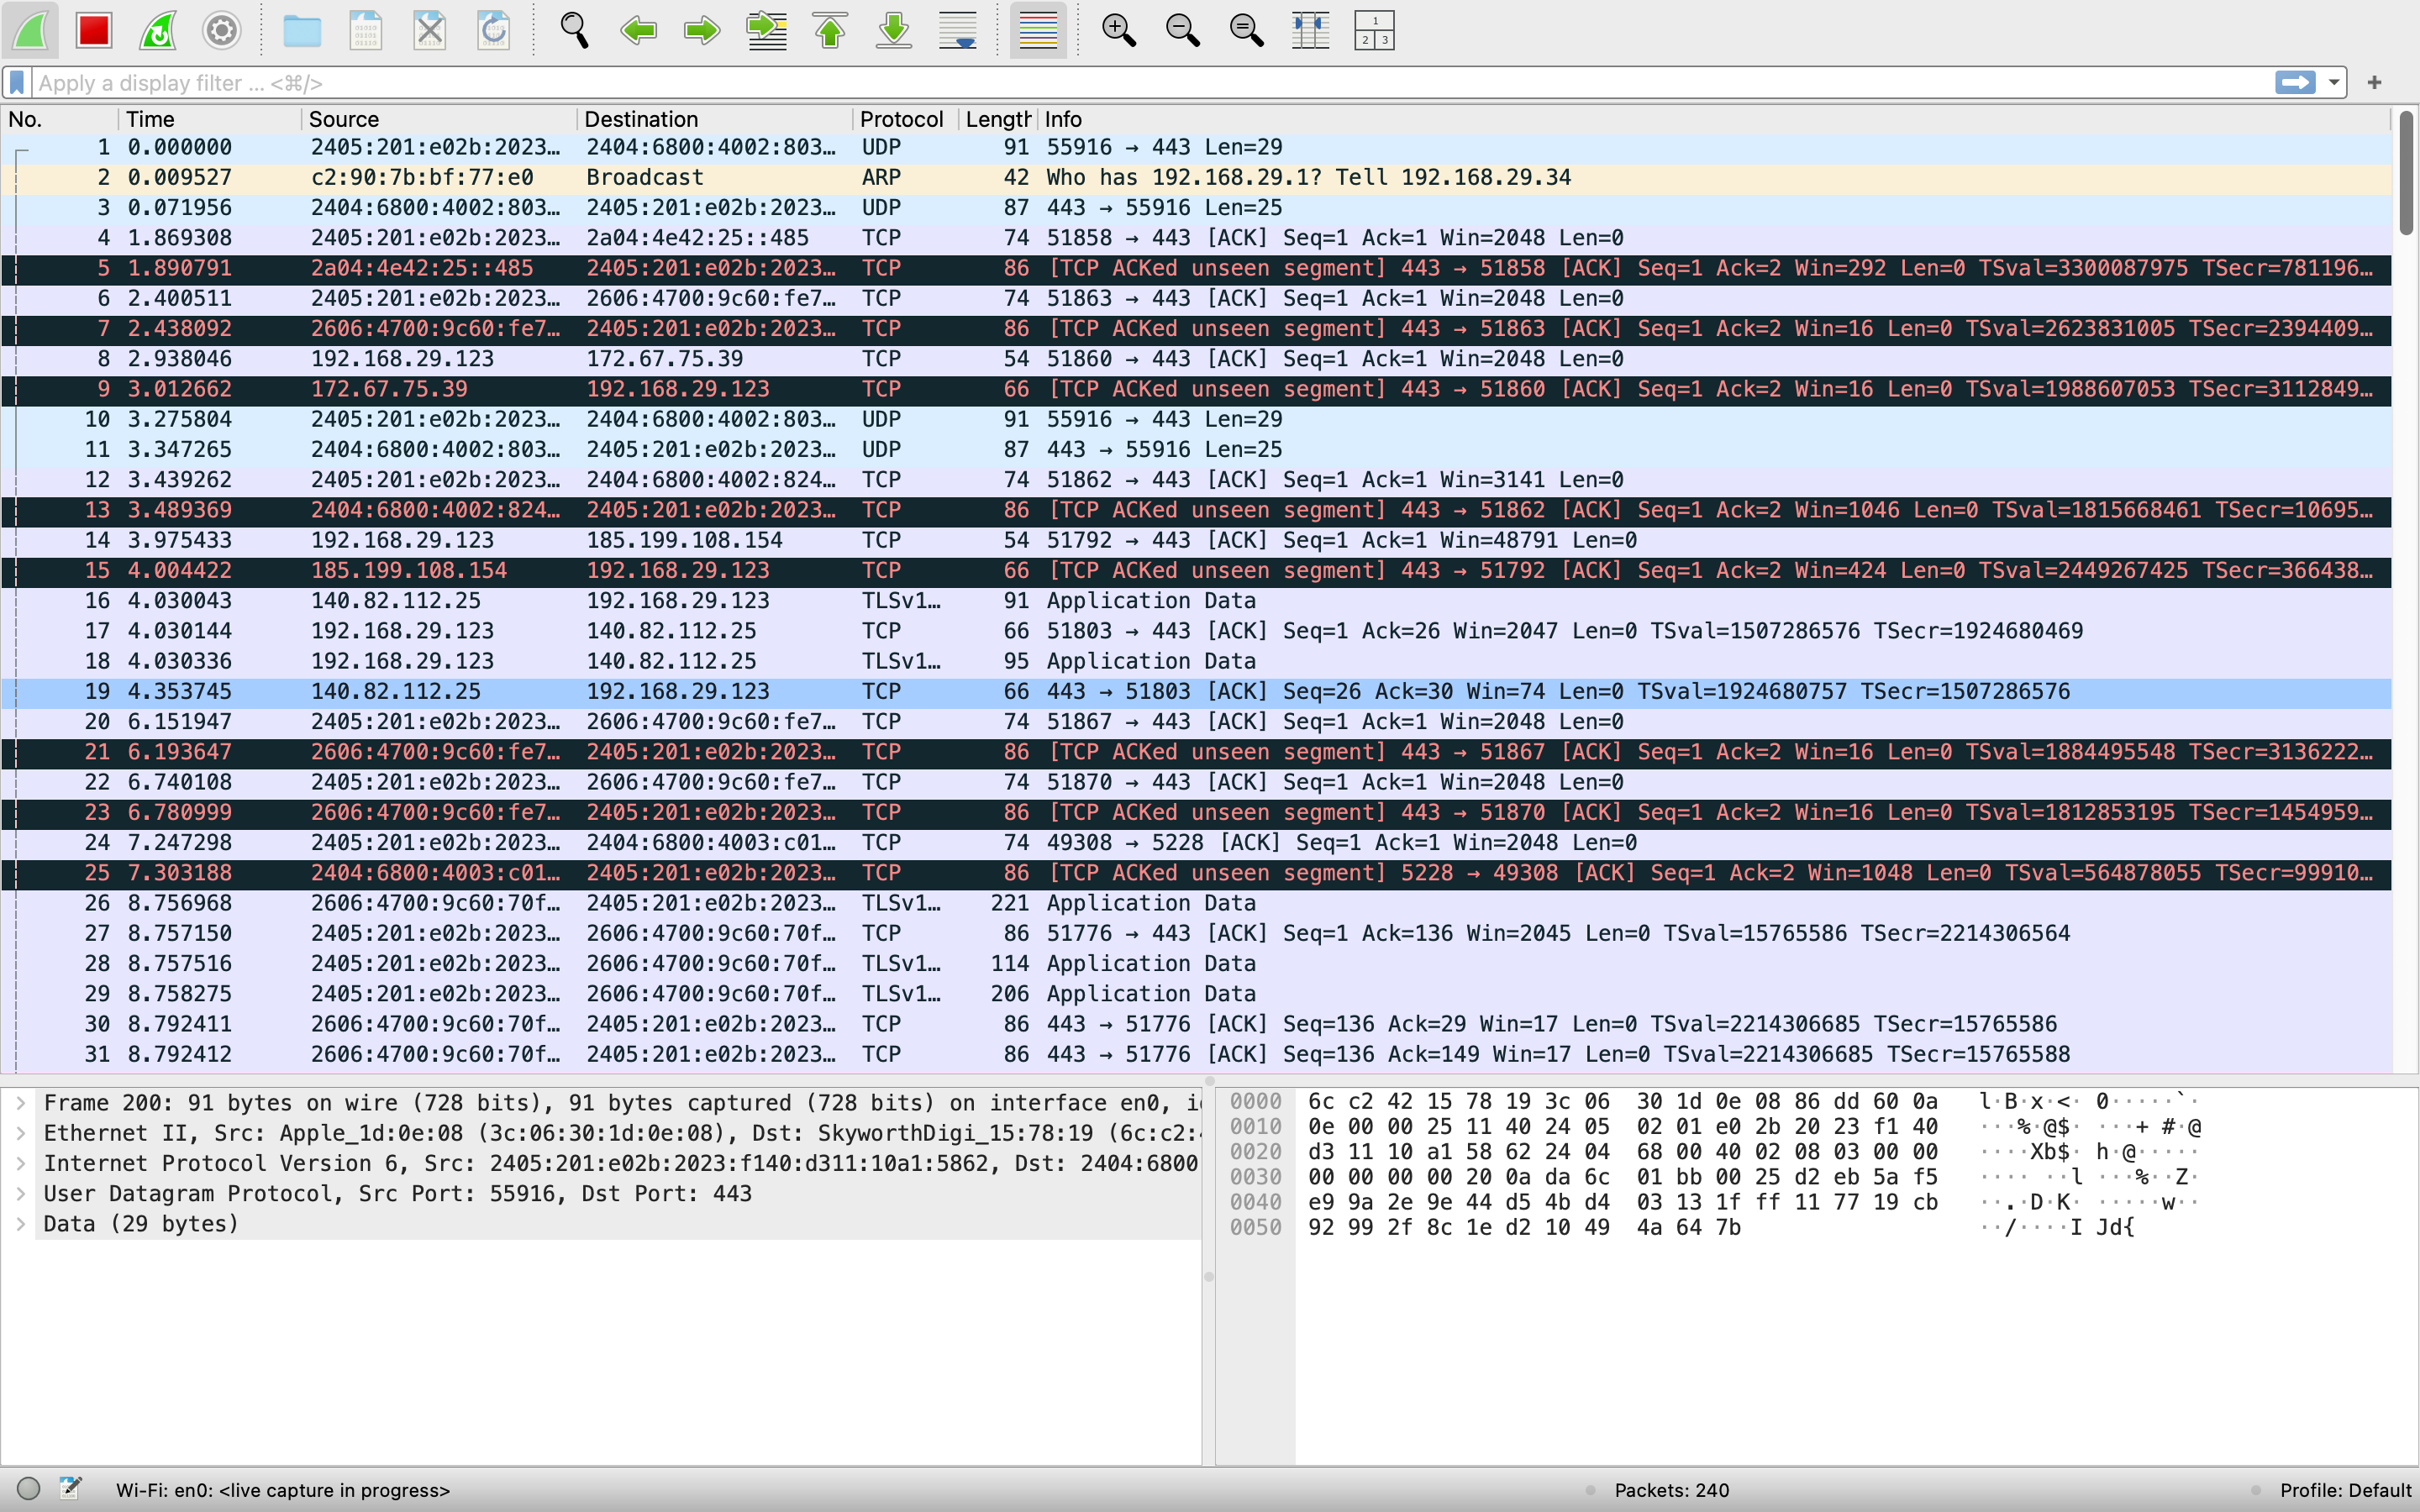 Apply a display filter ... <⌘/>
No. Time Source Destination Protocol Length Info
1 0.000000 2405:201:e02b:2023… 2404:6800:4002:803… UDP 91 55916 → 443 Len=29
2 0.009527 c2:90:7b:bf:77:e0 Broadcast ARP 42 Who has 192.168.29.1? Tell 192.168.29.34
3 0.071956 2404:6800:4002:803… 2405:201:e02b:2023… UDP 87 443 → 55916 Len=25
4 1.869308 2405:201:e02b:2023… 2a04:4e42:25::485 TCP 74 51858 → 443 [ACK] Seq=1 Ack=1 Win=2048 Len=0
5 1.890791 2a04:4e42:25::485 2405:201:e02b:2023… TCP 86 [TCP ACKed unseen segment] 443 → 51858 [ACK] Seq=1 Ack=2 Win=292 Len=0 TSval=3300087975 TSecr=781196…
6 2.400511 2405:201:e02b:2023… 2606:4700:9c60:fe7… TCP 74 51863 → 443 [ACK] Seq=1 Ack=1 Win=2048 Len=0
7 2.438092 2606:4700:9c60:fe7… 2405:201:e02b:2023… TCP 86 [TCP ACKed unseen segment] 443 → 51863 [ACK] Seq=1 Ack=2 Win=16 Len=0 TSval=2623831005 TSecr=2394409…
8 2.938046 192.168.29.123 172.67.75.39 TCP 54 51860 → 443 [ACK] Seq=1 Ack=1 Win=2048 Len=0
9 3.012662 172.67.75.39 192.168.29.123 TCP 66 [TCP ACKed unseen segment] 443 → 51860 [ACK] Seq=1 Ack=2 Win=16 Len=0 TSval=1988607053 TSecr=3112849…
10 3.275804 2405:201:e02b:2023… 2404:6800:4002:803… UDP 91 55916 → 443 Len=29
11 3.347265 2404:6800:4002:803… 2405:201:e02b:2023… UDP 87 443 → 55916 Len=25
12 3.439262 2405:201:e02b:2023… 2404:6800:4002:824… TCP 74 51862 → 443 [ACK] Seq=1 Ack=1 Win=3141 Len=0
13 3.489369 2404:6800:4002:824… 2405:201:e02b:2023… TCP 86 [TCP ACKed unseen segment] 443 → 51862 [ACK] Seq=1 Ack=2 Win=1046 Len=0 TSval=1815668461 TSecr=10695…
14 3.975433 192.168.29.123 185.199.108.154 TCP 54 51792 → 443 [ACK] Seq=1 Ack=1 Win=48791 Len=0
15 4.004422 185.199.108.154 192.168.29.123 TCP 66 [TCP ACKed unseen segment] 443 → 51792 [ACK] Seq=1 Ack=2 Win=424 Len=0 TSval=2449267425 TSecr=366438…
16 4.030043 140.82.112.25 192.168.29.123 TLSv1… 91 Application Data
17 4.030144 192.168.29.123 140.82.112.25 TCP 66 51803 → 443 [ACK] Seq=1 Ack=26 Win=2047 Len=0 TSval=1507286576 TSecr=1924680469
18 4.030336 192.168.29.123 140.82.112.25 TLSv1… 95 Application Data
19 4.353745 140.82.112.25 192.168.29.123 TCP 66 443 → 51803 [ACK] Seq=26 Ack=30 Win=74 Len=0 TSval=1924680757 TSecr=1507286576
20 6.151947 2405:201:e02b:2023… 2606:4700:9c60:fe7… TCP 74 51867 → 443 [ACK] Seq=1 Ack=1 Win=2048 Len=0
21 6.193647 2606:4700:9c60:fe7… 2405:201:e02b:2023… TCP 86 [TCP ACKed unseen segment] 443 → 51867 [ACK] Seq=1 Ack=2 Win=16 Len=0 TSval=1884495548 TSecr=3136222…
22 6.740108 2405:201:e02b:2023… 2606:4700:9c60:fe7… TCP 74 51870 → 443 [ACK] Seq=1 Ack=1 Win=2048 Len=0
23 6.780999 2606:4700:9c60:fe7… 2405:201:e02b:2023… TCP 86 [TCP ACKed unseen segment] 443 → 51870 [ACK] Seq=1 Ack=2 Win=16 Len=0 TSval=1812853195 TSecr=1454959…
24 7.247298 2405:201:e02b:2023… 2404:6800:4003:c01… TCP 74 49308 → 5228 [ACK] Seq=1 Ack=1 Win=2048 Len=0
25 7.303188 2404:6800:4003:c01… 2405:201:e02b:2023… TCP 86 [TCP ACKed unseen segment] 5228 → 49308 [ACK] Seq=1 Ack=2 Win=1048 Len=0 TSval=564878055 TSecr=99910…
26 8.756968 2606:4700:9c60:70f… 2405:201:e02b:2023… TLSv1… 221 Application Data
27 8.757150 2405:201:e02b:2023… 2606:4700:9c60:70f… TCP 86 51776 → 443 [ACK] Seq=1 Ack=136 Win=2045 Len=0 TSval=15765586 TSecr=2214306564
28 8.757516 2405:201:e02b:2023… 2606:4700:9c60:70f… TLSv1… 114 Application Data
29 8.758275 2405:201:e02b:2023… 2606:4700:9c60:70f… TLSv1… 206 Application Data
30 8.792411 2606:4700:9c60:70f… 2405:201:e02b:2023… TCP 86 443 → 51776 [ACK] Seq=136 Ack=29 Win=17 Len=0 TSval=2214306685 TSecr=15765586
31 8.792412 2606:4700:9c60:70f… 2405:201:e02b:2023… TCP 86 443 → 51776 [ACK] Seq=136 Ack=149 Win=17 Len=0 TSval=2214306685 TSecr=15765588
Frame 200: 91 bytes on wire (728 bits), 91 bytes captured (728 bits) on interface en0,
Ethernet II, Src: Apple_1d:0e:08 (3c:06:30:1d:0e:08), Dst: SkyworthDigi_15:78:19 (6c:c2:
Internet Protocol Version 6, Src: 2405:201:e02b:2023:f140:d311:10a1:5862, Dst: 2404:6800
User Datagram Protocol, Src Port: 55916, Dst Port: 443
Data (29 bytes)
0000 6c c2 42 15 78 19 3c 06 30 1d 0e 08 86 dd 60 0a l·B·x·<· 0·····`·
0010 0e 00 00 25 11 40 24 05 02 01 e0 2b 20 23 f1 40 ···%·@$· ···+ #·@
0020 d3 11 10 a1 58 62 24 04 68 00 40 02 08 03 00 00 ····Xb$· h·@·····
0030 00 00 00 00 20 0a da 6c 01 bb 00 25 d2 eb 5a f5 ···· ··l ···%··Z·
0040 e9 9a 2e 9e 44 d5 4b d4 03 13 1f ff 11 77 19 cb ··.·D·K· ·····w··
0050 92 99 2f 8c 1e d2 10 49 4a 64 7b ··/····I Jd{
Wi-Fi: en0: <live capture in progress> Packets: 240 Profile: Default